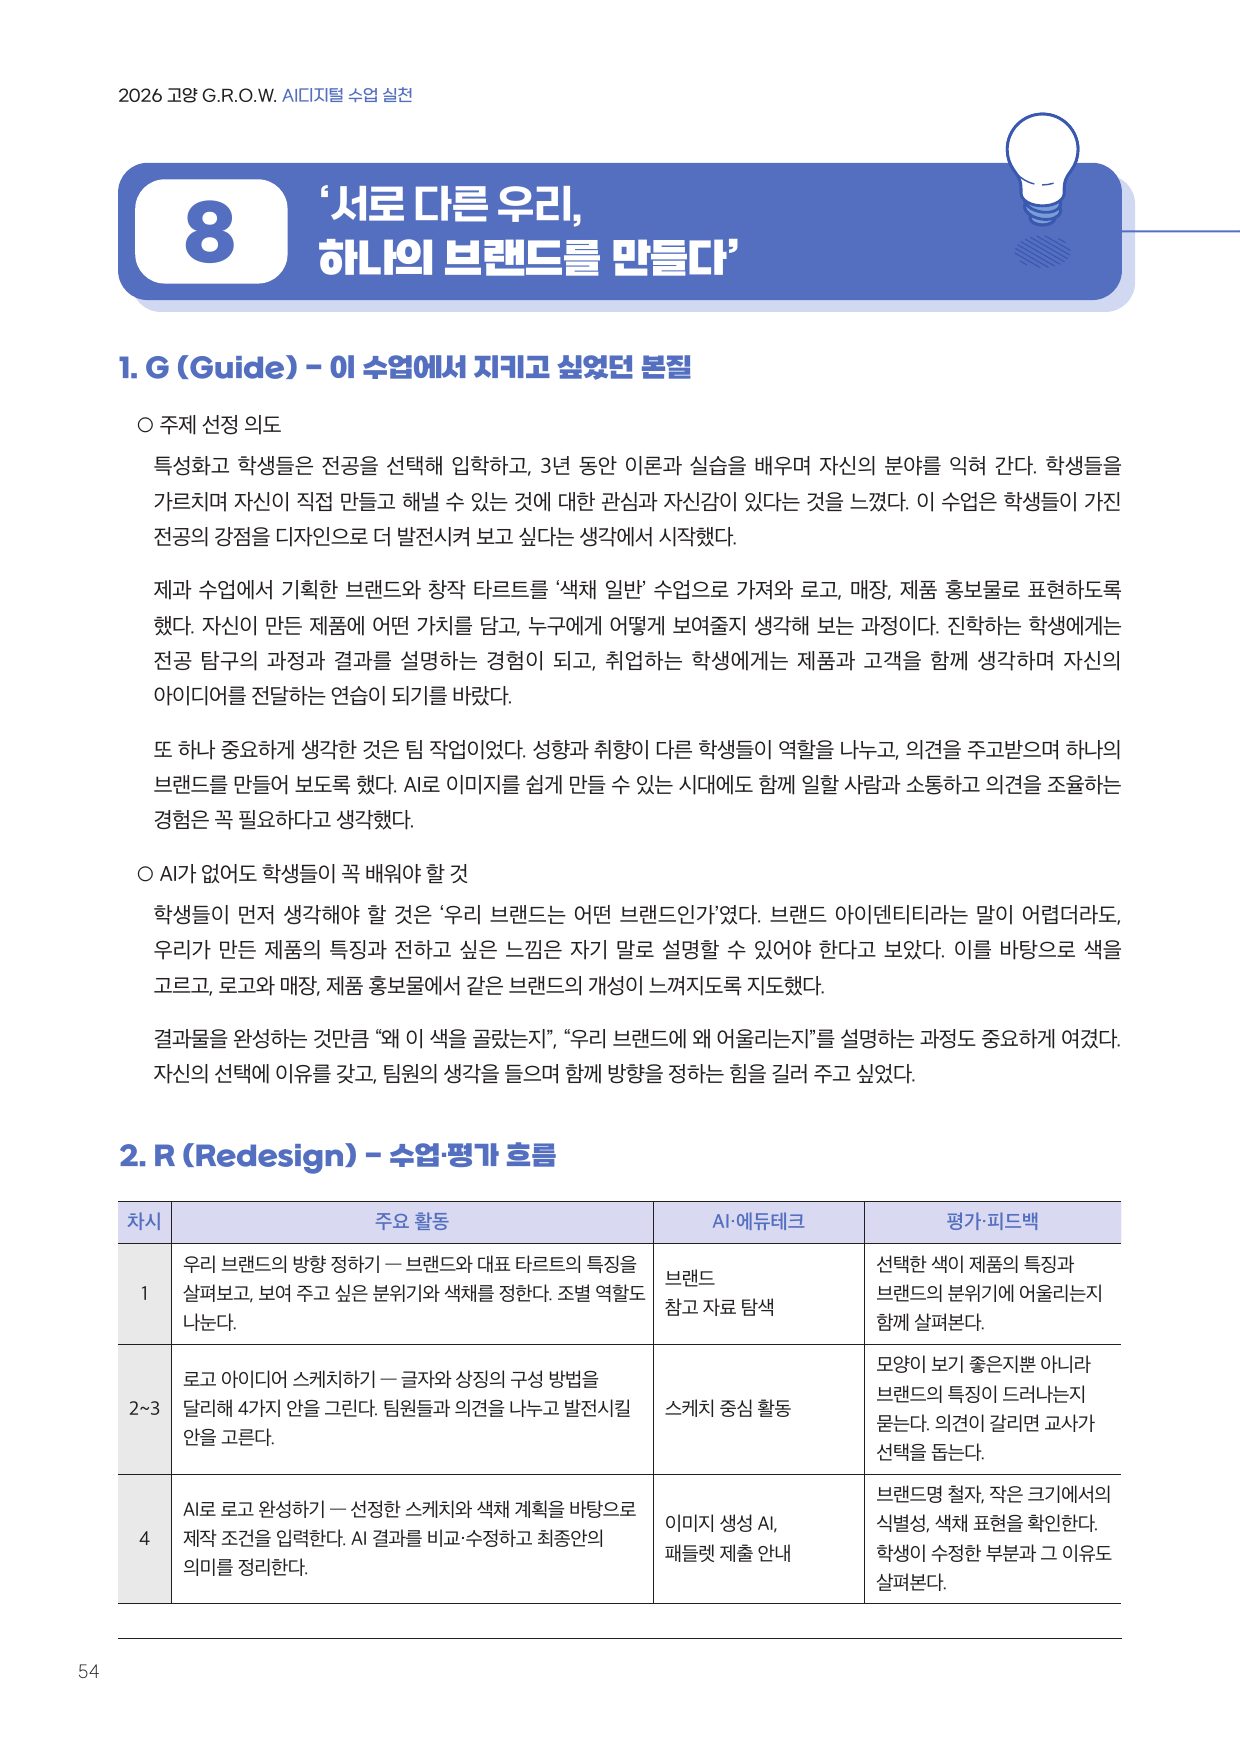 2026 고양 G.R.O.W. AI디지털 수업 실천
8
‘서로 다른 우리,
하나의 브랜드를 만들다’
1. G (Guide) – 이 수업에서 지키고 싶었던 본질
○ 주제 선정 의도
특성화고 학생들은 전공을 선택해 입학하고, 3년 동안 이론과 실습을 배우며 자신의 분야를 익혀 간다. 학생들을
가르치며 자신이 직접 만들고 해낼 수 있는 것에 대한 관심과 자신감이 있다는 것을 느꼈다. 이 수업은 학생들이 가진
전공의 강점을 디자인으로 더 발전시켜 보고 싶다는 생각에서 시작했다.
제과 수업에서 기획한 브랜드와 창작 타르트를 ‘색채 일반’ 수업으로 가져와 로고, 매장, 제품 홍보물로 표현하도록
했다. 자신이 만든 제품에 어떤 가치를 담고, 누구에게 어떻게 보여줄지 생각해 보는 과정이다. 진학하는 학생에게는
전공 탐구의 과정과 결과를 설명하는 경험이 되고, 취업하는 학생에게는 제품과 고객을 함께 생각하며 자신의
아이디어를 전달하는 연습이 되기를 바랐다.
또 하나 중요하게 생각한 것은 팀 작업이었다. 성향과 취향이 다른 학생들이 역할을 나누고, 의견을 주고받으며 하나의
브랜드를 만들어 보도록 했다. AI로 이미지를 쉽게 만들 수 있는 시대에도 함께 일할 사람과 소통하고 의견을 조율하는
경험은 꼭 필요하다고 생각했다.
○ AI가 없어도 학생들이 꼭 배워야 할 것
학생들이 먼저 생각해야 할 것은 ‘우리 브랜드는 어떤 브랜드인가’였다. 브랜드 아이덴티티라는 말이 어렵더라도,
우리가 만든 제품의 특징과 전하고 싶은 느낌은 자기 말로 설명할 수 있어야 한다고 보았다. 이를 바탕으로 색을
고르고, 로고와 매장, 제품 홍보물에서 같은 브랜드의 개성이 느껴지도록 지도했다.
결과물을 완성하는 것만큼 “왜 이 색을 골랐는지”, “우리 브랜드에 왜 어울리는지”를 설명하는 과정도 중요하게 여겼다.
자신의 선택에 이유를 갖고, 팀원의 생각을 들으며 함께 방향을 정하는 힘을 길러 주고 싶었다.
2. R (Redesign) – 수업·평가 흐름
차시 주요 활동 AI·에듀테크 평가·피드백
1
우리 브랜드의 방향 정하기 — 브랜드와 대표 타르트의 특징을
살펴보고, 보여 주고 싶은 분위기와 색채를 정한다. 조별 역할도
나눈다.
브랜드
참고 자료 탐색
선택한 색이 제품의 특징과
브랜드의 분위기에 어울리는지
함께 살펴본다.
2~3
로고 아이디어 스케치하기 — 글자와 상징의 구성 방법을
달리해 4가지 안을 그린다. 팀원들과 의견을 나누고 발전시킬
안을 고른다.
스케치 중심 활동
모양이 보기 좋은지뿐 아니라
브랜드의 특징이 드러나는지
묻는다. 의견이 갈리면 교사가
선택을 돕는다.
4
AI로 로고 완성하기 — 선정한 스케치와 색채 계획을 바탕으로
제작 조건을 입력한다. AI 결과를 비교·수정하고 최종안의
의미를 정리한다.
이미지 생성 AI,
패들렛 제출 안내
브랜드명 철자, 작은 크기에서의
식별성, 색채 표현을 확인한다.
학생이 수정한 부분과 그 이유도
살펴본다.
54